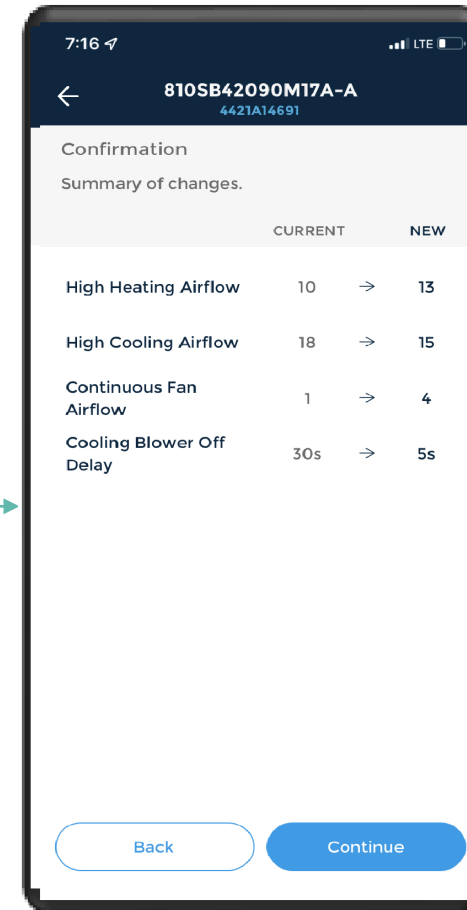 7:16 LTE
810SB42090M17A-A
4421A14691
Confirmation
Summary of changes.
CURRENT NEW
High Heating Airflow 10 → 13
High Cooling Airflow 18 → 15
Continuous Fan
Airflow 1 → 4
Cooling Blower Off
Delay 30s → 5s
Back Continue